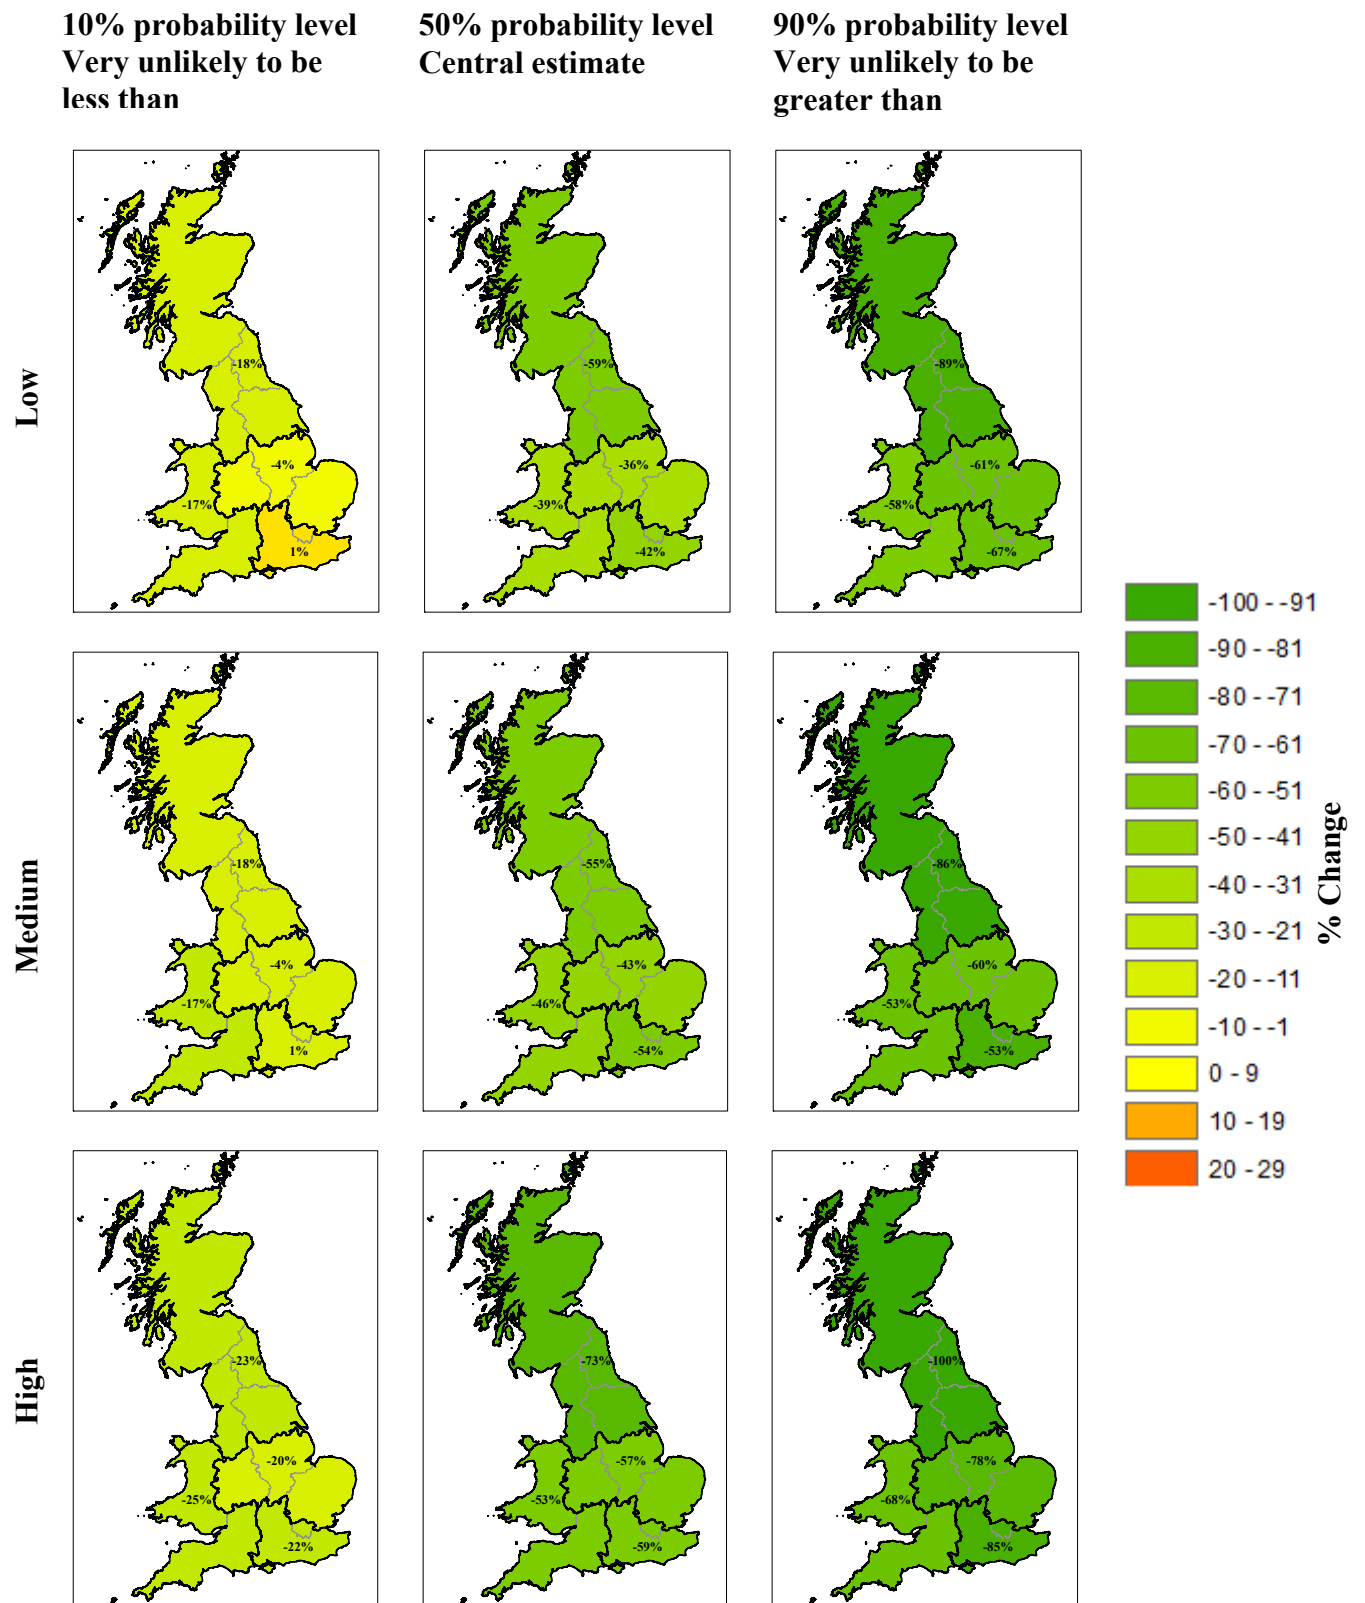 10% probability level
Very unlikely to be
less than
50% probability level
Central estimate
90% probability level
Very unlikely to be
greater than
Low
-18%
-4%
-17%
1%
-59%
-36%
-39%
-42%
-89%
-61%
-58%
-67%
Medium
-18%
-4%
-17%
1%
-55%
-43%
-46%
-54%
-86%
-60%
-53%
-53%
High
-23%
-20%
-25%
-22%
-73%
-57%
-53%
-59%
-100%
-78%
-68%
-85%
-100 - -91
-90 - -81
-80 - -71
-70 - -61
-60 - -51
-50 - -41
-40 - -31
-30 - -21
-20 - -11
-10 - -1
0 - 9
10 - 19
20 - 29
% Change